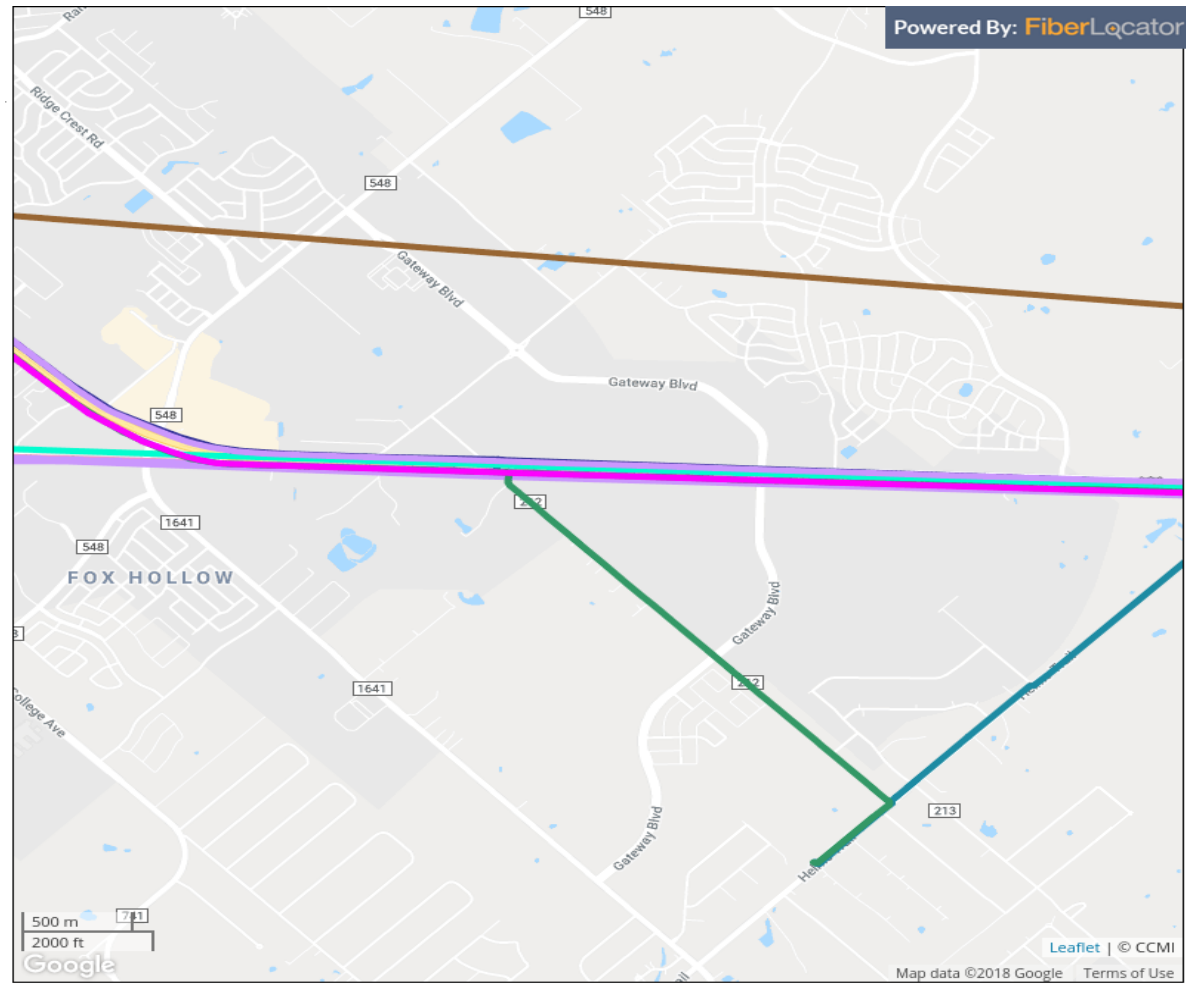 548
Powered By: FiberLocator
Ridge Crest Rd
548
Gateway Blvd
Gateway Blvd
548
1641
548
FOX HOLLOW
Gateway Blvd
1641
College Ave
213
Gateway Blvd
741
500 m
2000 ft
Google
Leaflet | © CCMI
Map data ©2018 Google Terms of Use